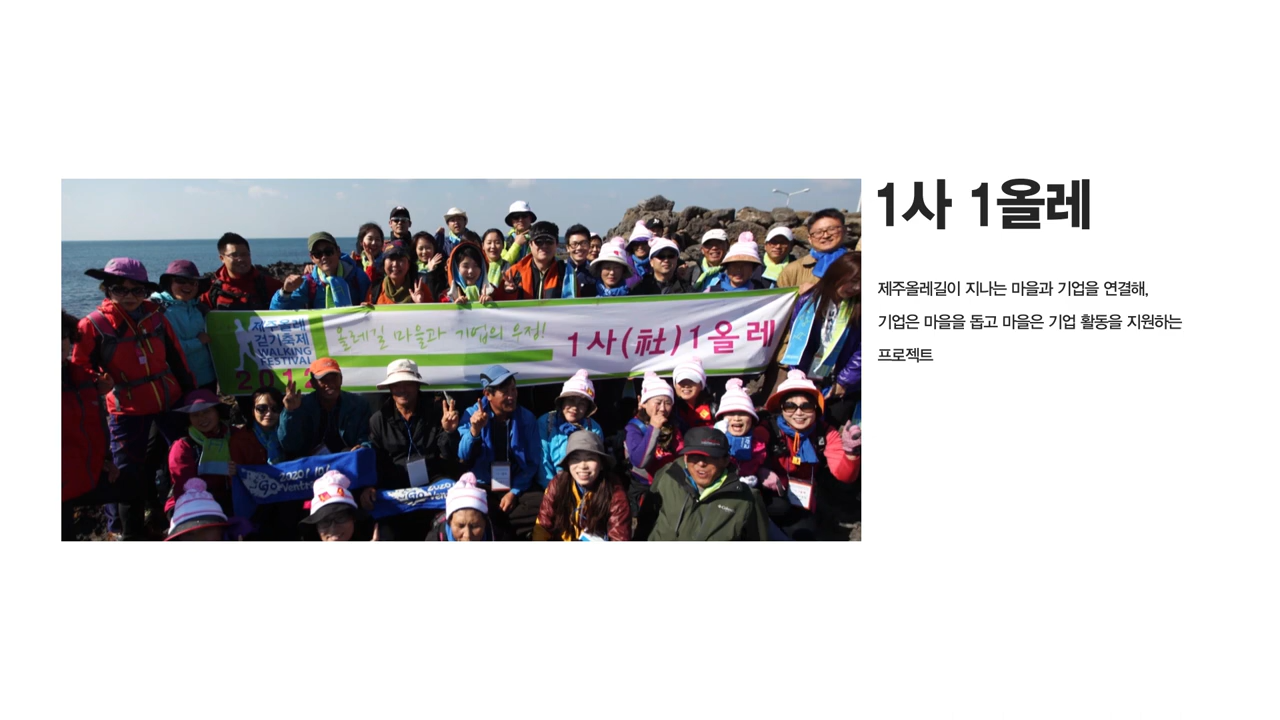 1사 1올레
제주올레길이 지나는 마을과 기업을 연결해,
기업은 마을을 돕고 마을은 기업 활동을 지원하는
프로젝트
제주올레
걷기축제
WALKING
FESTIVAL
2012
올레길 마을과 기업의 우정!
1사(社)1올레